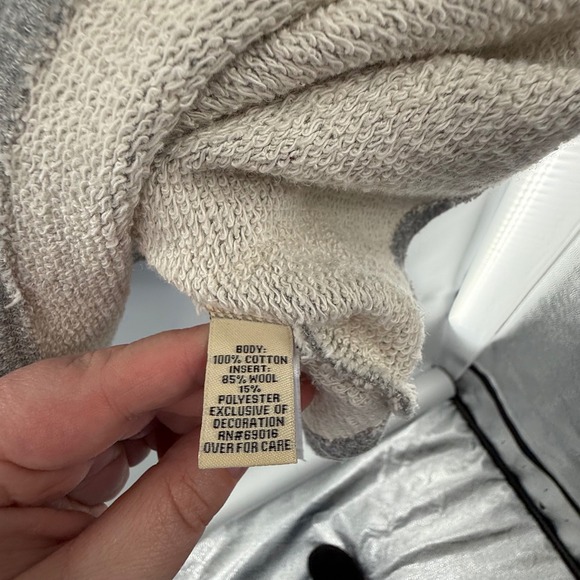 BODY:
100% COTTON
INSERT:
85% WOOL
15%
POLYESTER
EXCLUSIVE OF
DECORATION
RN#69016
OVER FOR CARE